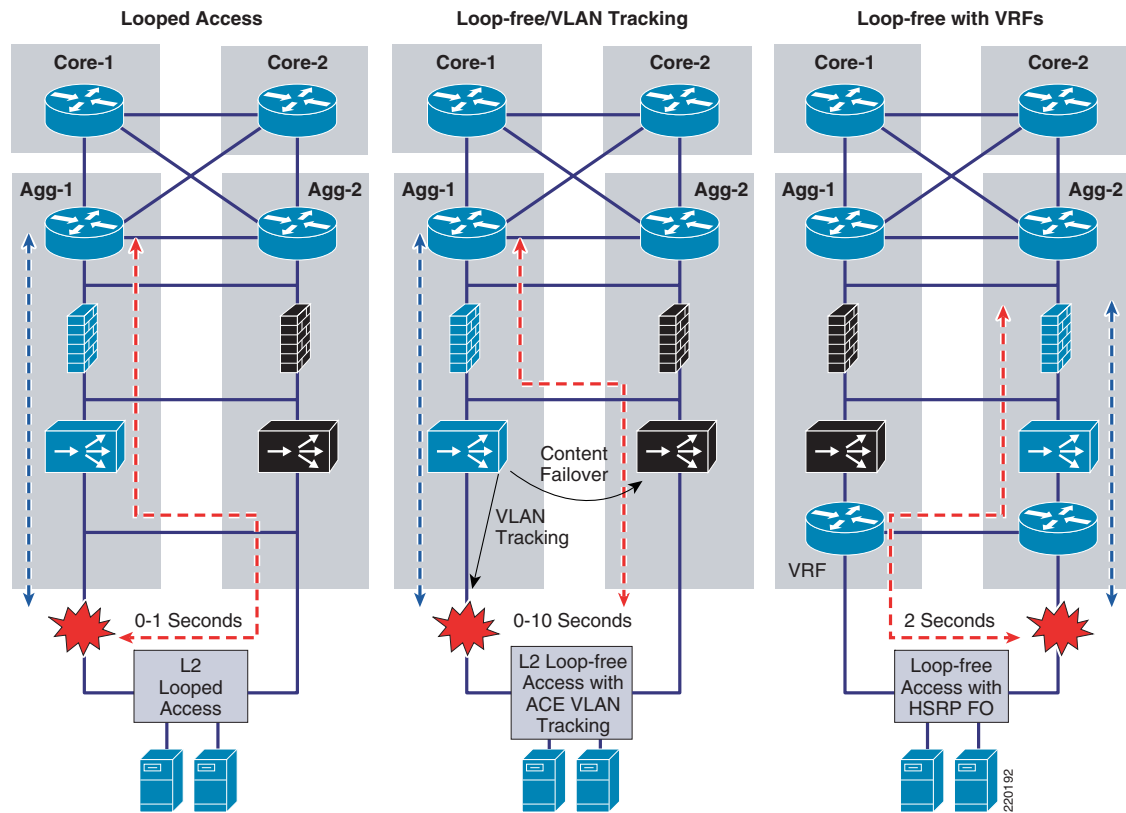 Looped Access
Core-1
Core-2
Agg-1
Agg-2
0-1 Seconds
L2
Looped
Access
Loop-free/VLAN Tracking
Core-1
Core-2
Agg-1
Agg-2
Content
Failover
VLAN
Tracking
0-10 Seconds
L2 Loop-free
Access with
ACE VLAN
Tracking
Loop-free with VRFs
Core-1
Core-2
Agg-1
Agg-2
VRF
2 Seconds
Loop-free
Access with
HSRP FO
220192